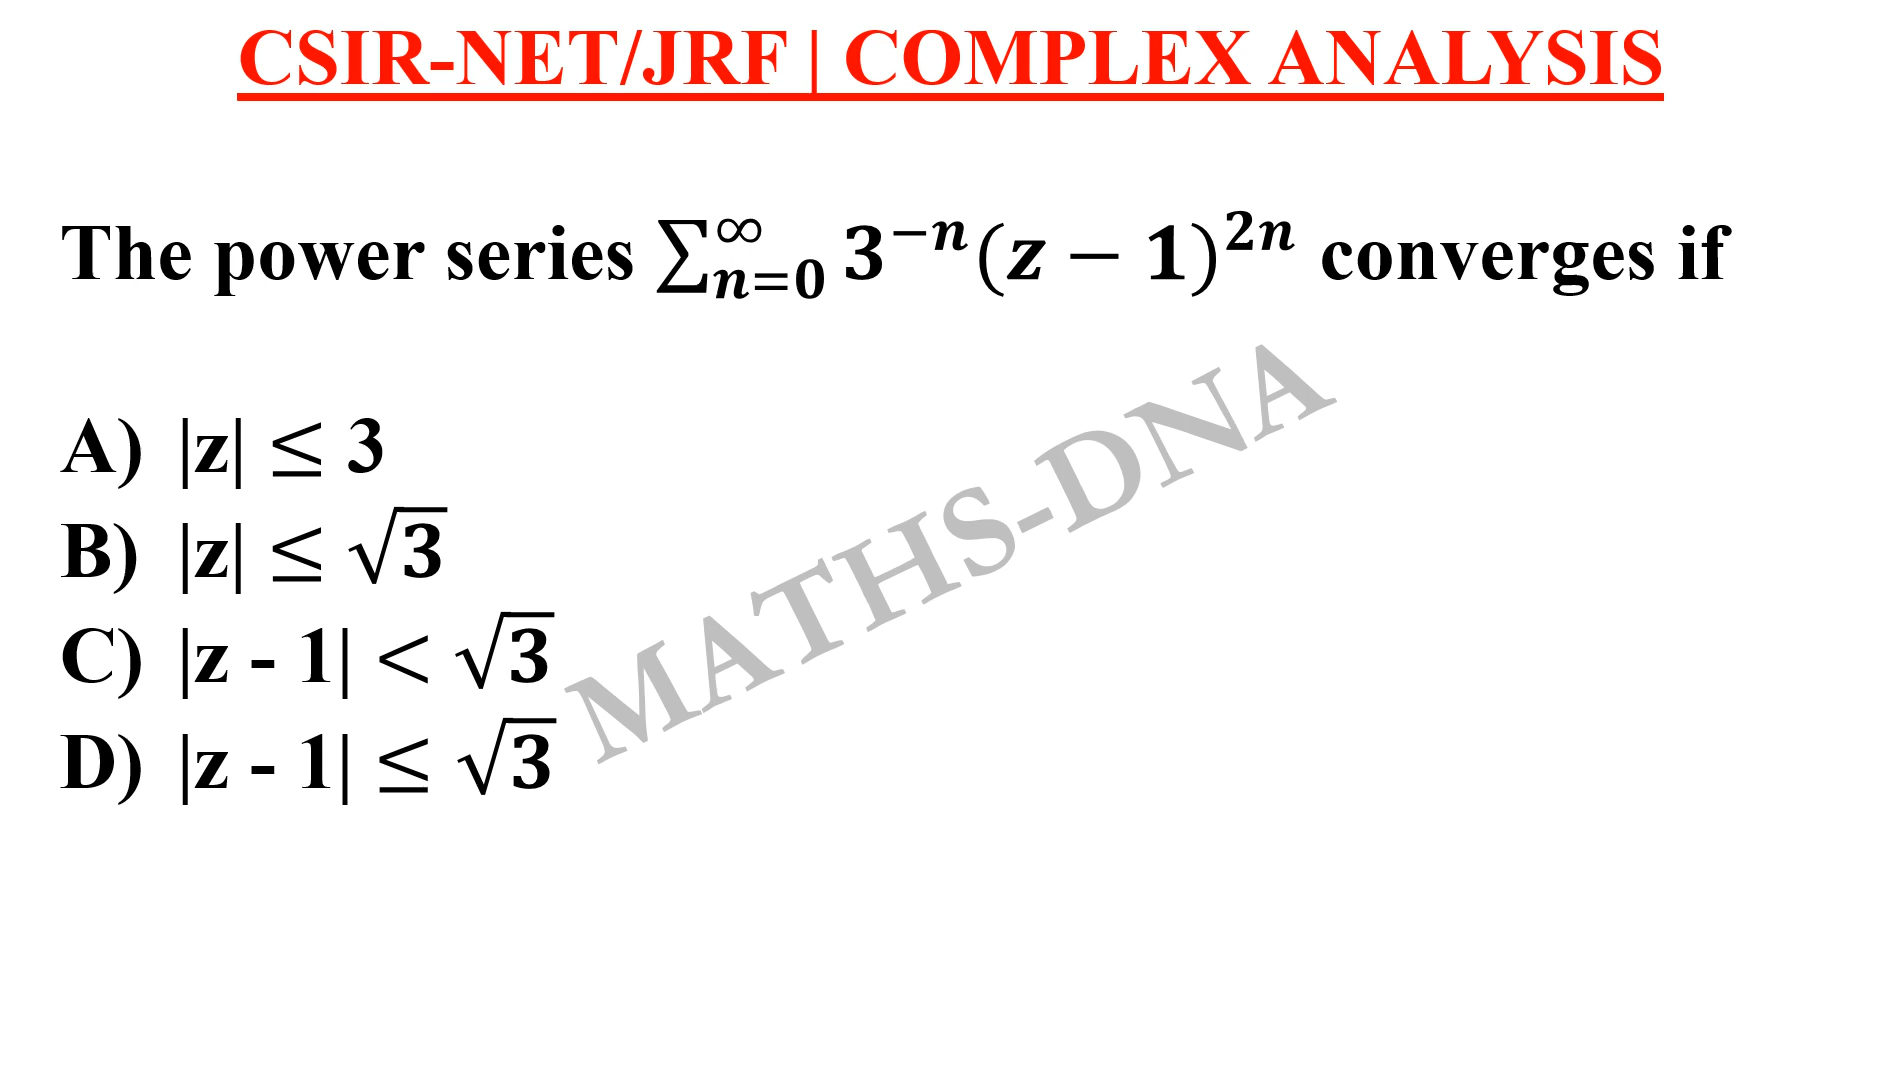 CSIR-NET/JRF | COMPLEX ANALYSIS
The power series ∑_{n=0}^{∞} 3^{−n}(z − 1)^{2n} converges if
A) |z| ≤ 3
B) |z| ≤ √3
C) |z - 1| < √3
D) |z - 1| ≤ √3
MATHS-DNA